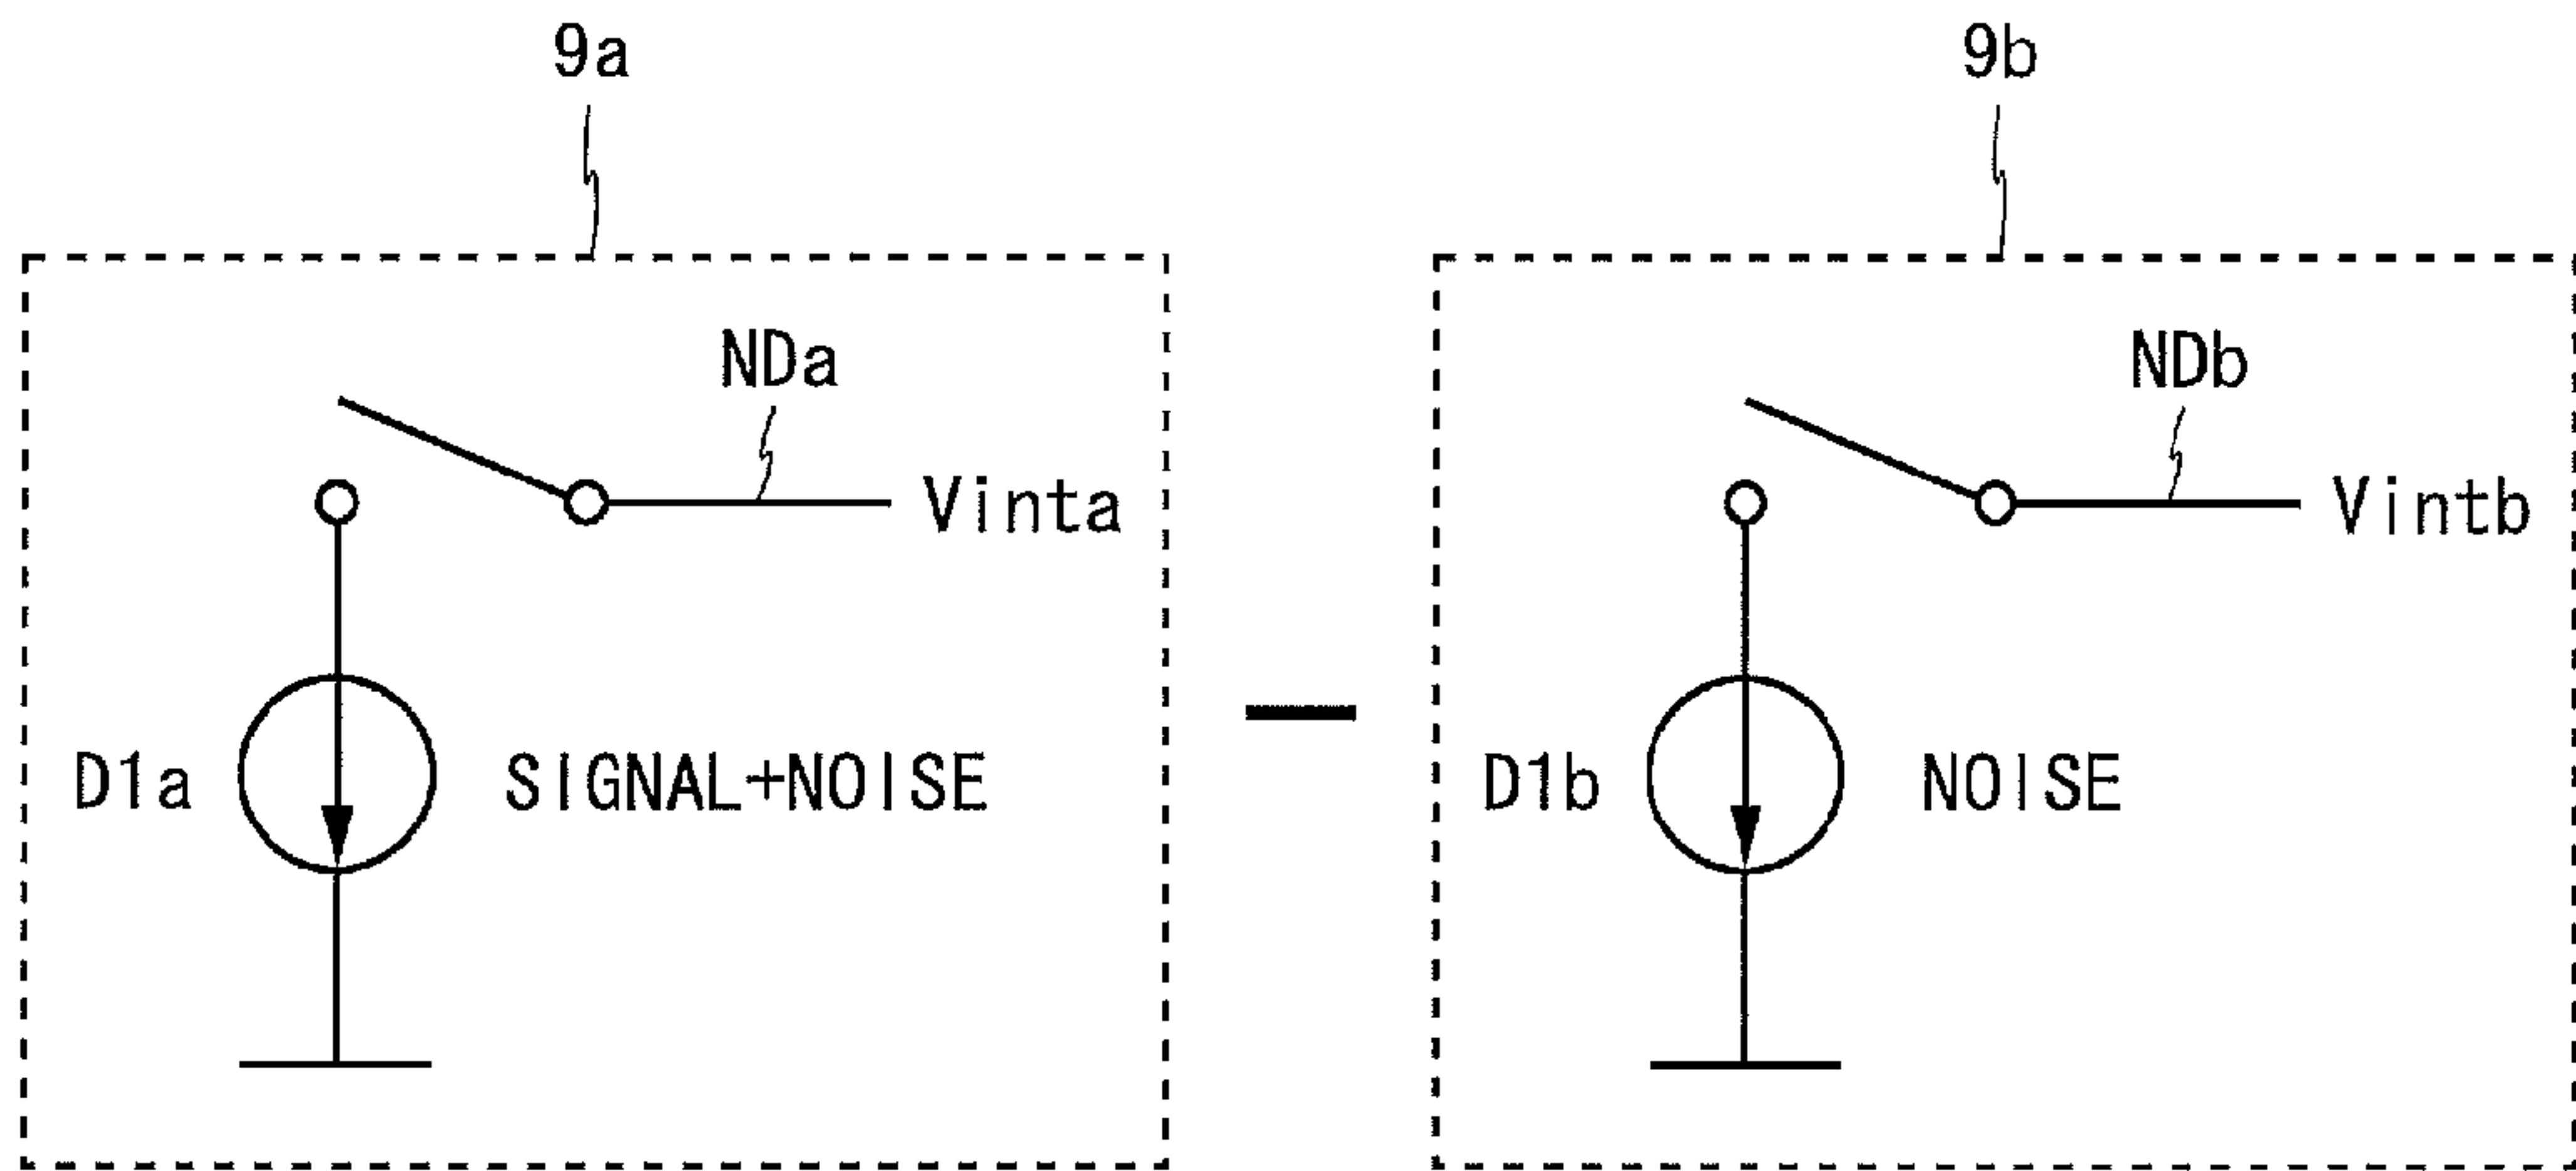 9a
9b
NDa
NDb
Vinta
Vintb
D1a
SIGNAL+NOISE
D1b
NOISE